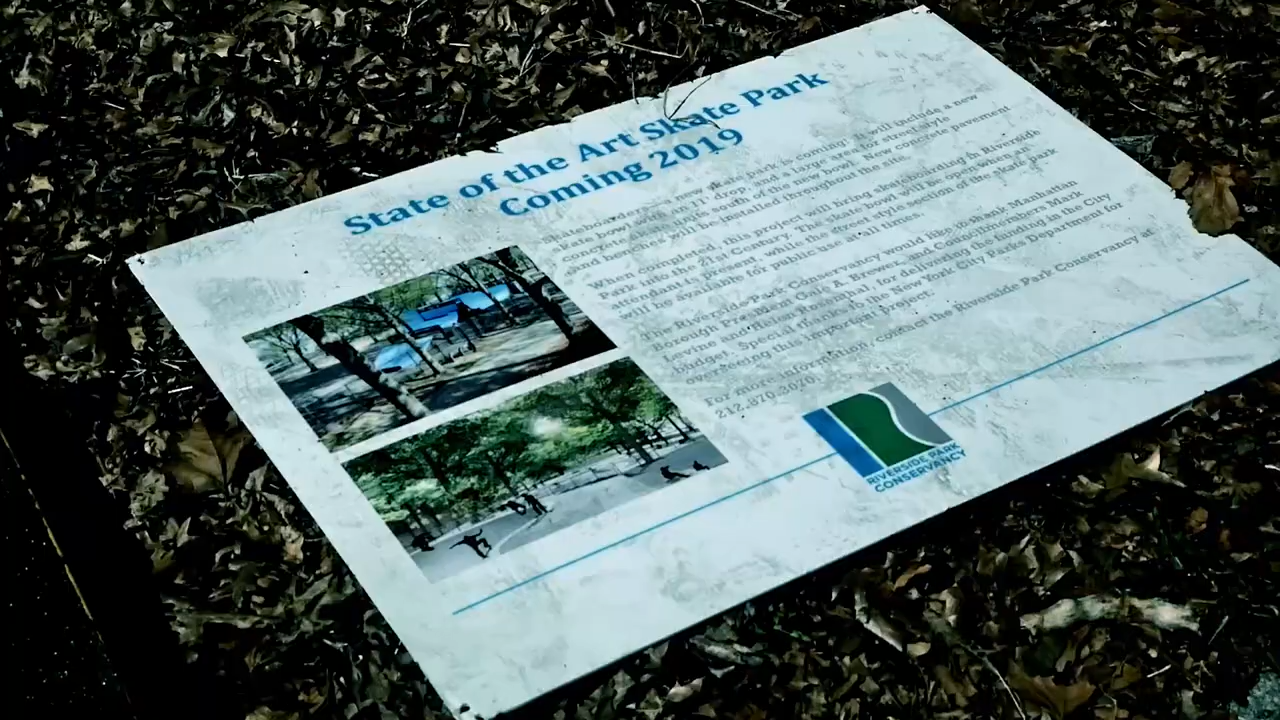 State of the Art Skate Park
Coming 2019
Skateboarders- a new skate park is coming! It will include a new
skate bowl with an 11' drop, and a large area for street style
concrete elements south of the new bowl. New concrete pavement
and benches will be installed throughout the site.
When completed, this project will bring skateboarding in Riverside
Park into the 21st Century. The skate bowl will be open when an
attendant is present, while the street style section of the skate park
will be available for public use at all times.
The Riverside Park Conservancy would like to thank Manhattan
Borough President Gale A. Brewer, and Councilmembers Mark
Levine and Helen Rosenthal, for delivering the funding in the City
budget. Special thanks to the New York City Parks Department for
overseeing this important project.
For more information, contact the Riverside Park Conservancy at
212.870.3070.
RIVERSIDE PARK
CONSERVANCY